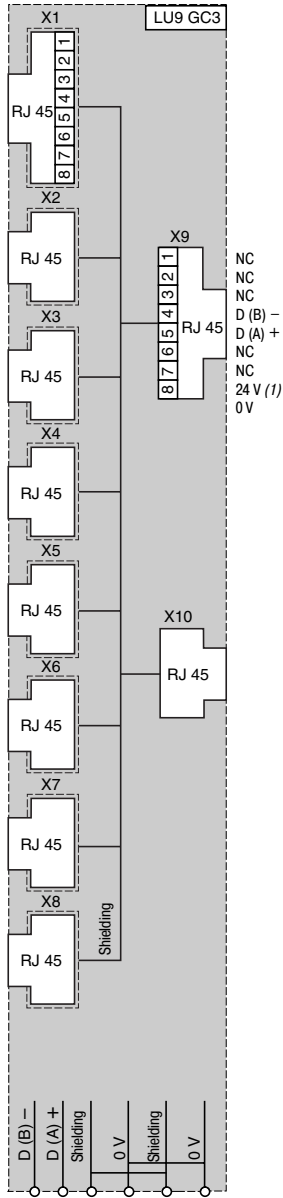 X1
LU9 GC3
RJ 45
1
2
3
4
5
6
7
8
X2
RJ 45
X9
1
2
3
4
5
6
7
8
RJ 45
NC
NC
NC
D (B) −
D (A) +
NC
NC
24 V (1)
0 V
X3
RJ 45
X4
RJ 45
X5
RJ 45
X10
RJ 45
X6
RJ 45
X7
RJ 45
X8
RJ 45
Shielding
D (B) −
D (A) +
Shielding
0 V
Shielding
0 V